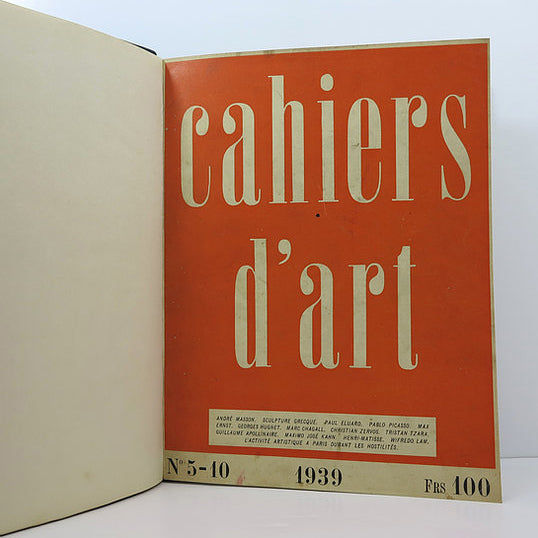 cahiers
d'art
ANDRÉ MASSON. SCULPTURE GRECQUE. PAUL ELUARD. PABLO PICASSO. MAX
ERNST. GEORGES HUGNET. MARC CHAGALL. CHRISTIAN ZERVOS. TRISTAN TZARA.
GUILLAUME APOLLINAIRE. MAXIMO JOSÉ KAHN. HENRI-MATISSE. WIFREDO LAM.
L'ACTIVITÉ ARTISTIQUE A PARIS DURANT LES HOSTILITÉS.
N° 5-10 1939 FRS 100